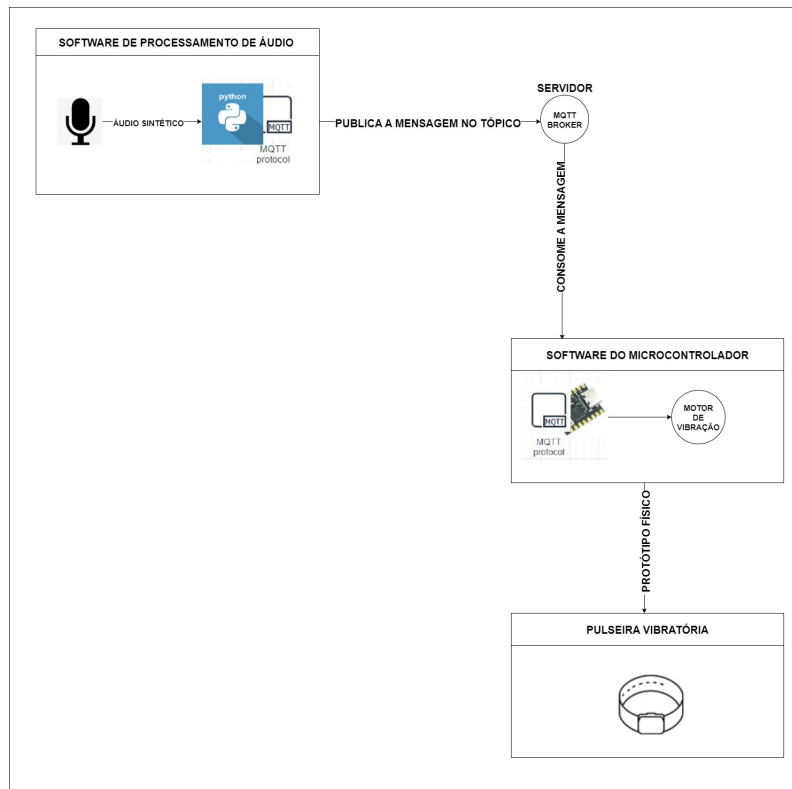 SOFTWARE DE PROCESSAMENTO DE ÁUDIO
ÁUDIO SINTÉTICO
python
MQTT
MQTT
protocol
PUBLICA A MENSAGEM NO TÓPICO
SERVIDOR
MQTT
BROKER
CONSOME A MENSAGEM
SOFTWARE DO MICROCONTROLADOR
MQTT
MQTT
protocol
MOTOR
DE
VIBRAÇÃO
PROTÓTIPO FÍSICO
PULSEIRA VIBRATÓRIA